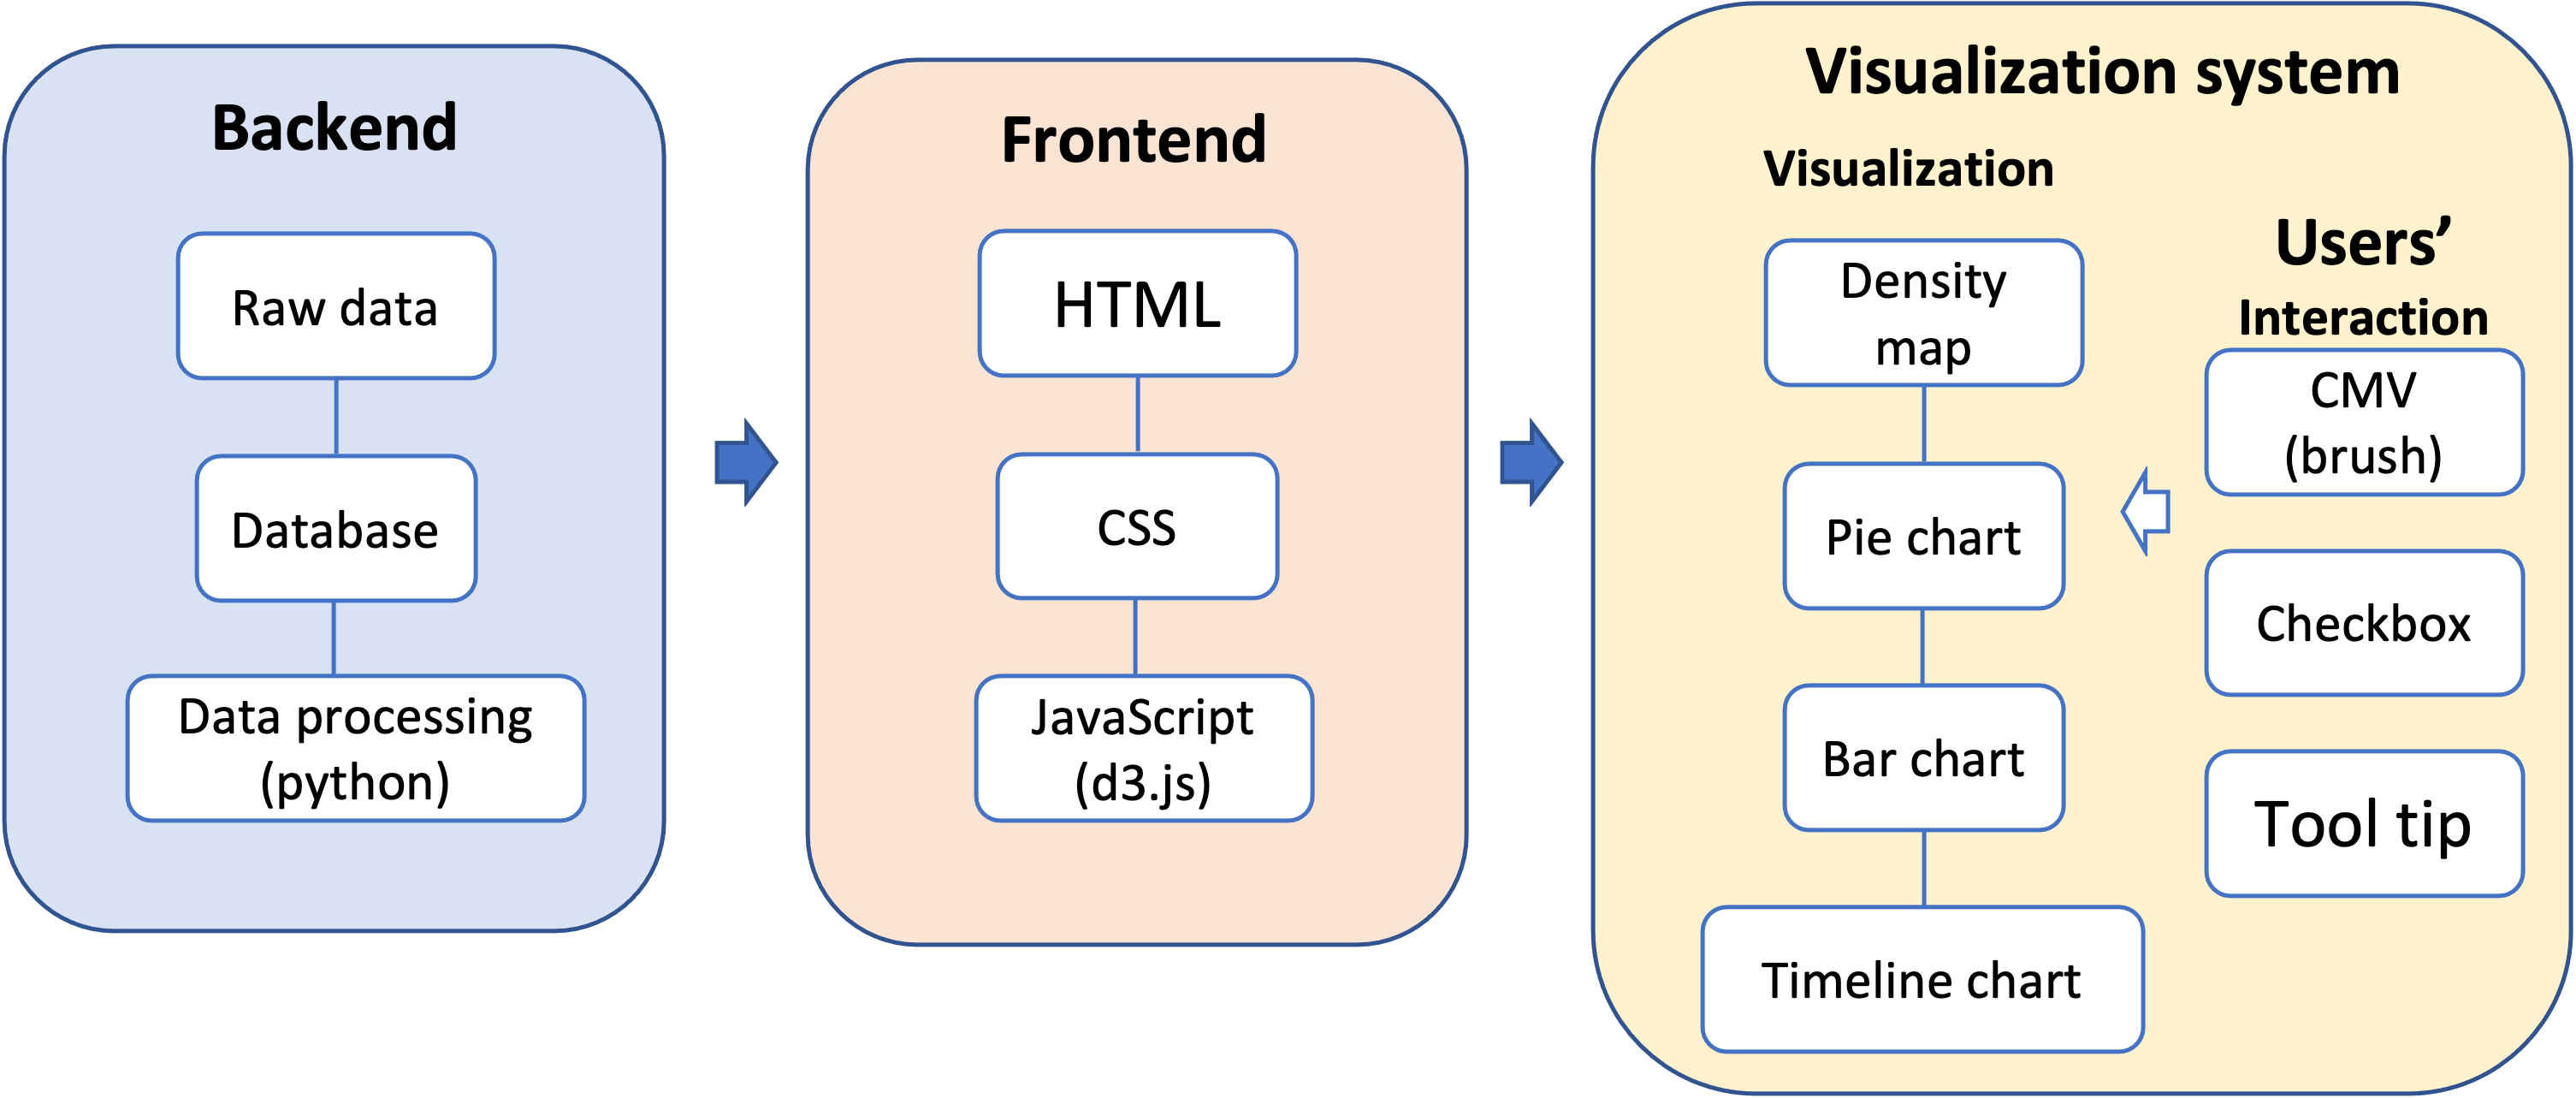 Backend
Raw data
Database
Data processing
(python)
Frontend
HTML
CSS
JavaScript
(d3.js)
Visualization system
Visualization
Density
map
Pie chart
Bar chart
Timeline chart
Users’
Interaction
CMV
(brush)
Checkbox
Tool tip